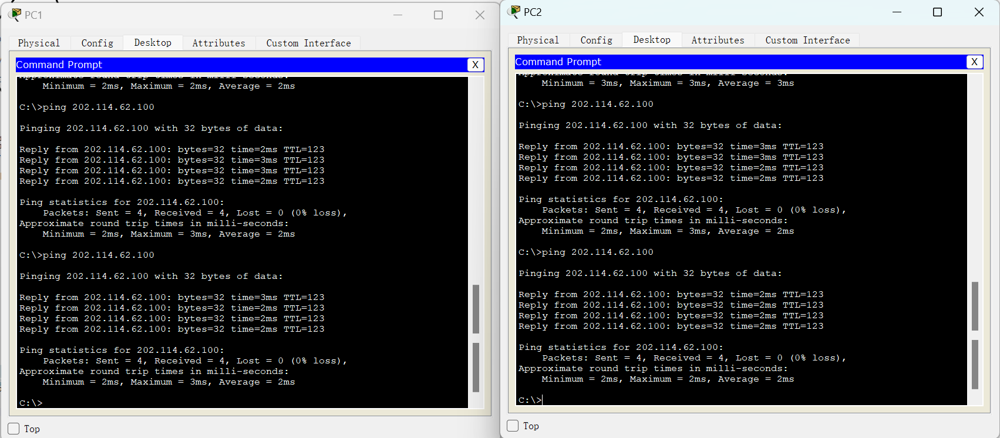 PC1
Physical Config Desktop Attributes Custom Interface
Command Prompt X
Approximate round trip times in milli-seconds:
Minimum = 2ms, Maximum = 2ms, Average = 2ms
C:\>ping 202.114.62.100
Pinging 202.114.62.100 with 32 bytes of data:
Reply from 202.114.62.100: bytes=32 time=2ms TTL=123
Reply from 202.114.62.100: bytes=32 time=3ms TTL=123
Reply from 202.114.62.100: bytes=32 time=3ms TTL=123
Reply from 202.114.62.100: bytes=32 time=2ms TTL=123
Ping statistics for 202.114.62.100:
Packets: Sent = 4, Received = 4, Lost = 0 (0% loss),
Approximate round trip times in milli-seconds:
Minimum = 2ms, Maximum = 3ms, Average = 2ms
C:\>ping 202.114.62.100
Pinging 202.114.62.100 with 32 bytes of data:
Reply from 202.114.62.100: bytes=32 time=3ms TTL=123
Reply from 202.114.62.100: bytes=32 time=2ms TTL=123
Reply from 202.114.62.100: bytes=32 time=2ms TTL=123
Reply from 202.114.62.100: bytes=32 time=2ms TTL=123
Ping statistics for 202.114.62.100:
Packets: Sent = 4, Received = 4, Lost = 0 (0% loss),
Approximate round trip times in milli-seconds:
Minimum = 2ms, Maximum = 3ms, Average = 2ms
C:\>
Top
PC2
Physical Config Desktop Attributes Custom Interface
Command Prompt X
Approximate round trip times in milli-seconds:
Minimum = 3ms, Maximum = 3ms, Average = 3ms
C:\>ping 202.114.62.100
Pinging 202.114.62.100 with 32 bytes of data:
Reply from 202.114.62.100: bytes=32 time=3ms TTL=123
Reply from 202.114.62.100: bytes=32 time=3ms TTL=123
Reply from 202.114.62.100: bytes=32 time=2ms TTL=123
Reply from 202.114.62.100: bytes=32 time=2ms TTL=123
Ping statistics for 202.114.62.100:
Packets: Sent = 4, Received = 4, Lost = 0 (0% loss),
Approximate round trip times in milli-seconds:
Minimum = 2ms, Maximum = 3ms, Average = 2ms
C:\>ping 202.114.62.100
Pinging 202.114.62.100 with 32 bytes of data:
Reply from 202.114.62.100: bytes=32 time=2ms TTL=123
Reply from 202.114.62.100: bytes=32 time=2ms TTL=123
Reply from 202.114.62.100: bytes=32 time=2ms TTL=123
Reply from 202.114.62.100: bytes=32 time=2ms TTL=123
Ping statistics for 202.114.62.100:
Packets: Sent = 4, Received = 4, Lost = 0 (0% loss),
Approximate round trip times in milli-seconds:
Minimum = 2ms, Maximum = 2ms, Average = 2ms
C:\>
Top